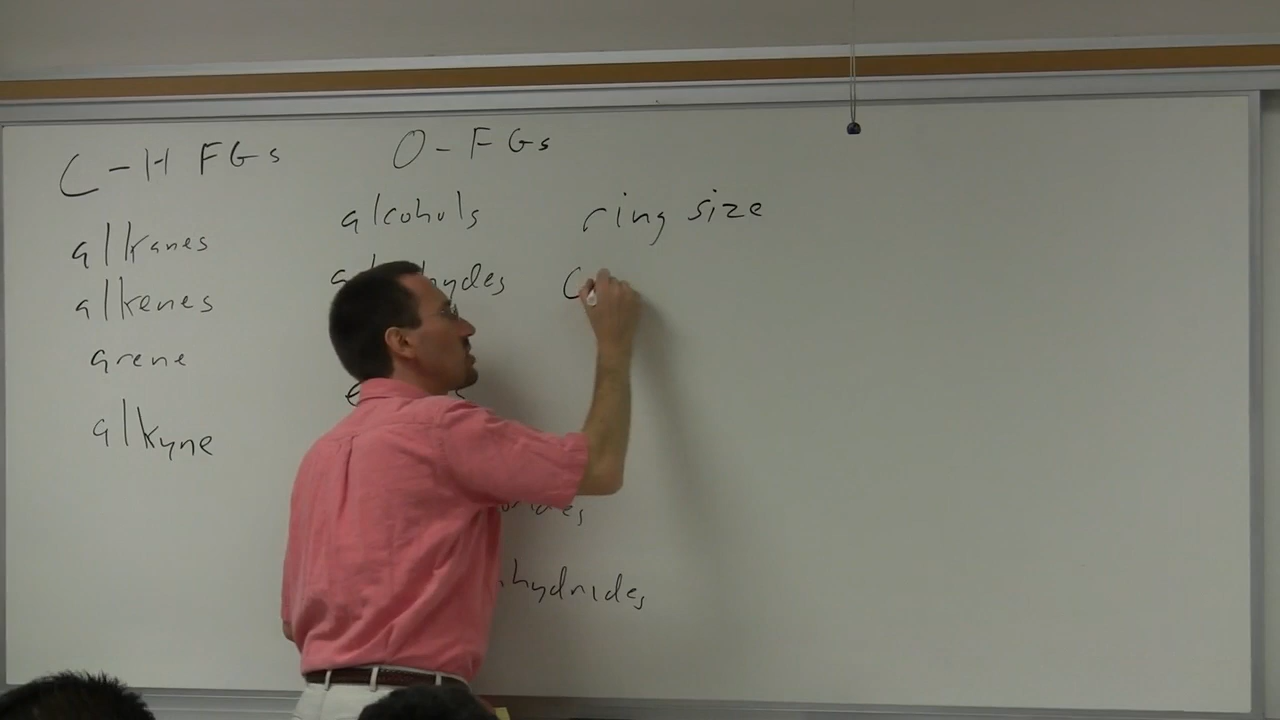 C-H FGs
alkanes
alkenes
arene
alkyne
O-FGs
alcohols
ring size